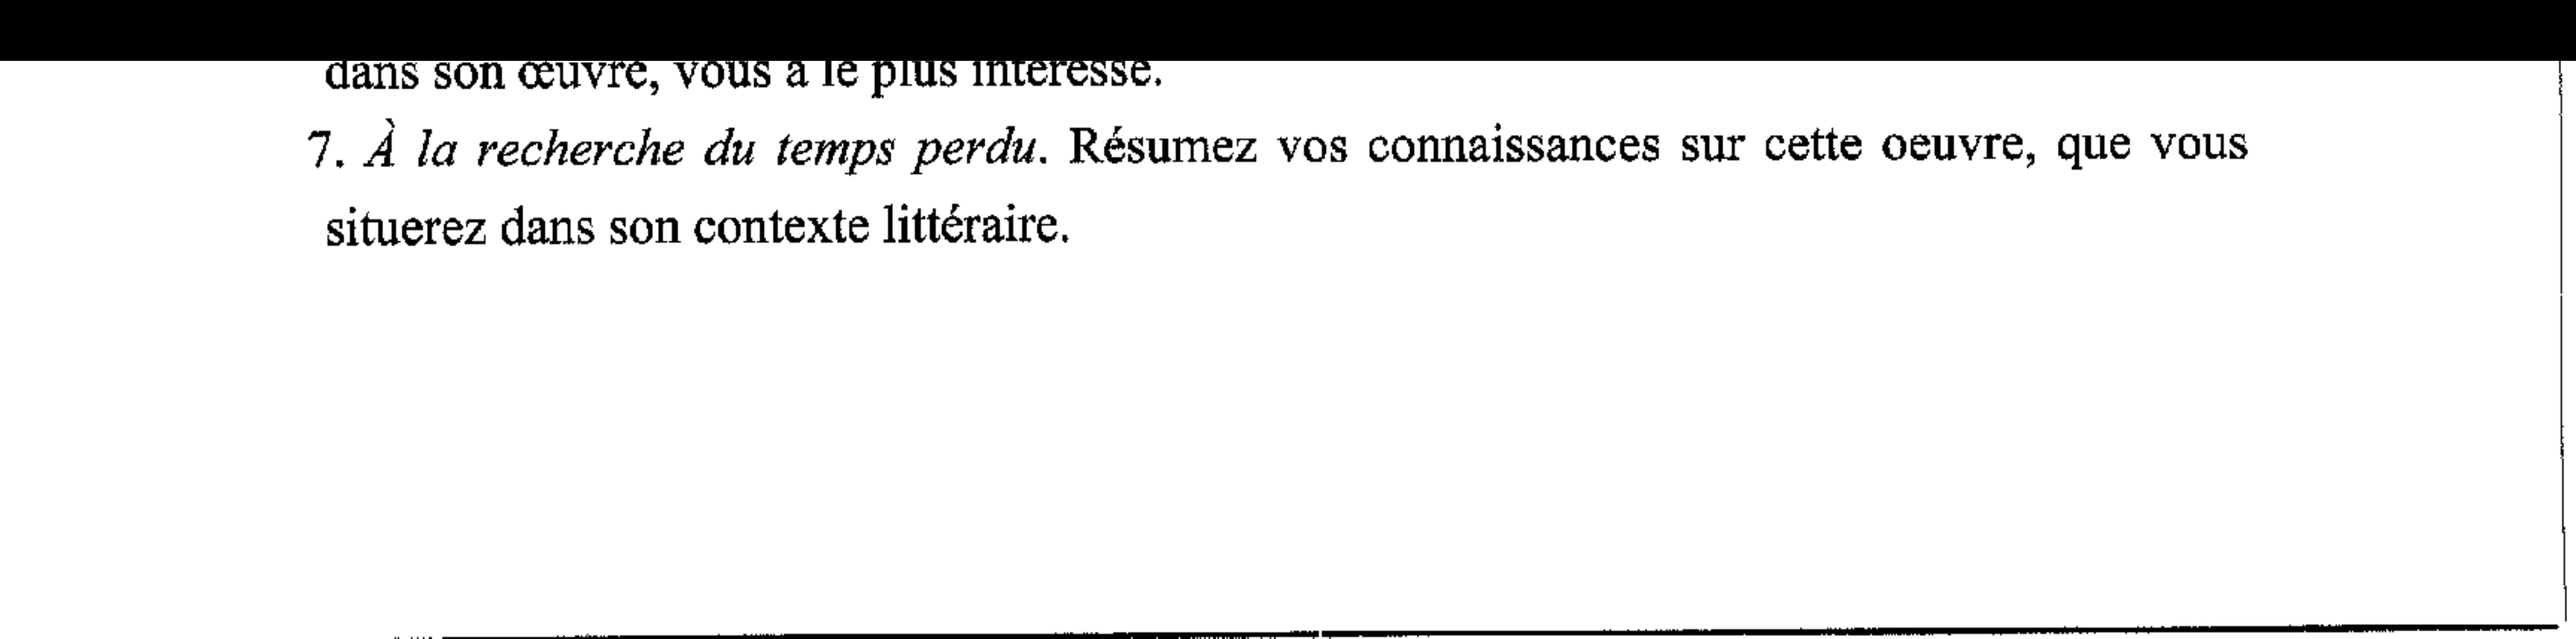 dans son œuvre, vous a le plus intéressé.
7. À la recherche du temps perdu. Résumez vos connaissances sur cette oeuvre, que vous
situerez dans son contexte littéraire.